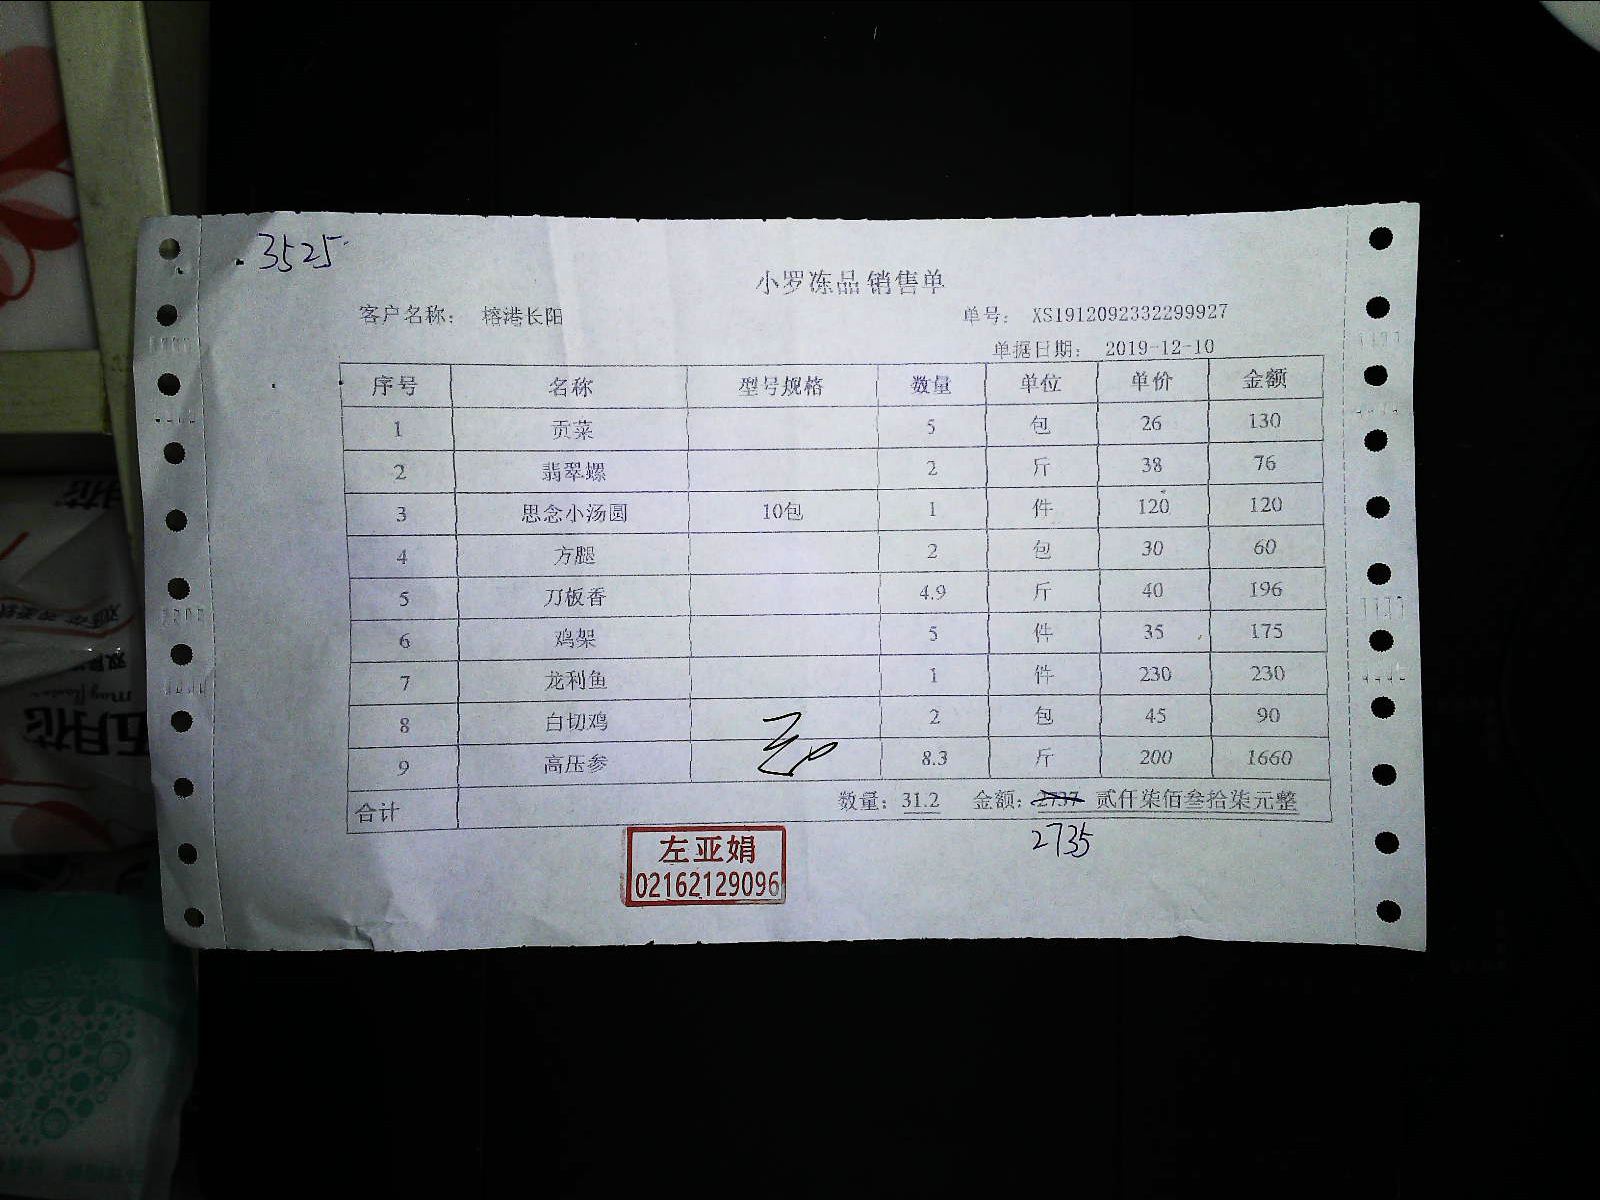 3525
小罗冻品 销售单
客户名称： 榕港长阳 单号： XS1912092332299927
单据日期： 2019-12-10
序号 名称 型号规格 数量 单位 单价 金额
1 贡菜 5 包 26 130
2 翡翠螺 2 斤 38 76
3 思念小汤圆 10包 1 件 120 120
4 方腿 2 包 30 60
5 刀板香 4.9 斤 40 196
6 鸡架 5 件 35 175
7 龙利鱼 1 件 230 230
8 白切鸡 2 包 45 90
9 高压参 8.3 斤 200 1660
合计 数量： 31.2 金额： 2737 贰仟柒佰叁拾柒元整
2735
左亚娟
02162129096
五月花